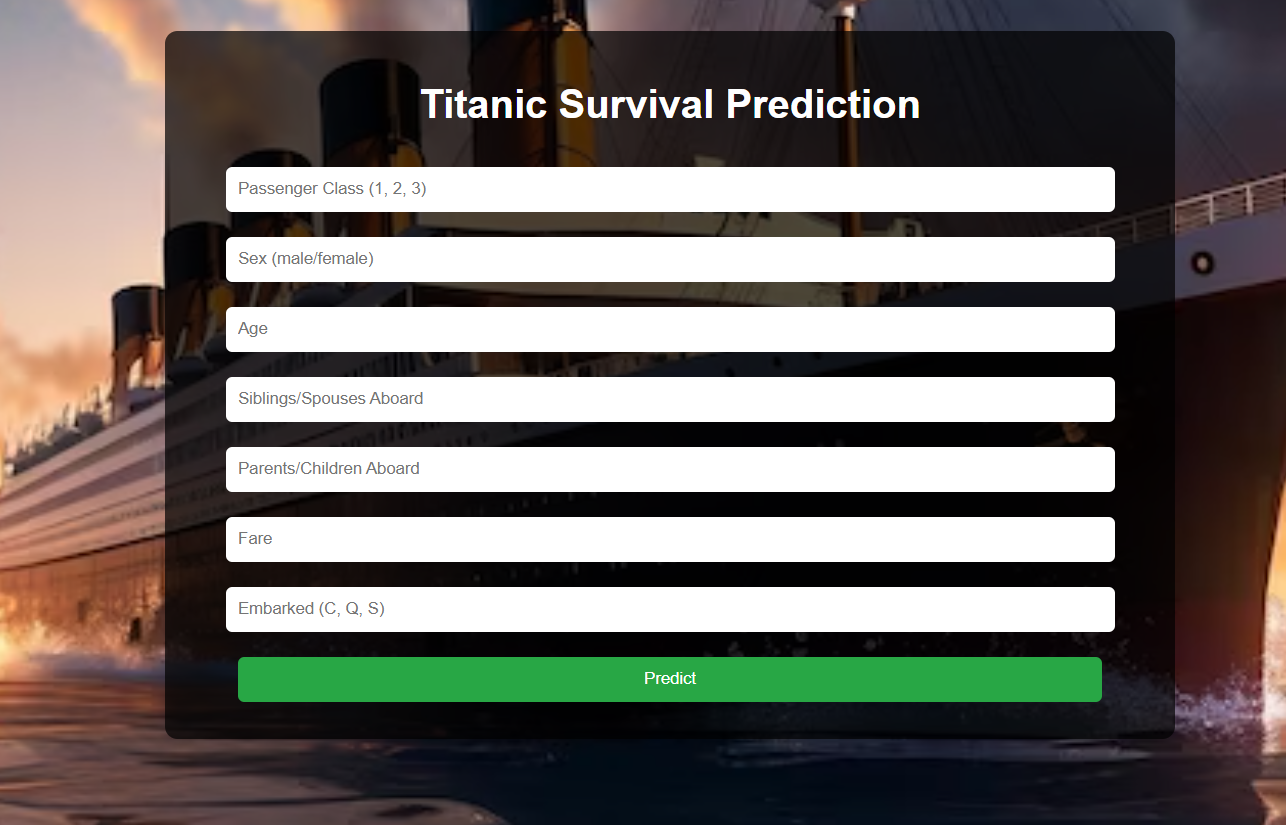 Titanic Survival Prediction
Passenger Class (1, 2, 3)
Sex (male/female)
Age
Siblings/Spouses Aboard
Parents/Children Aboard
Fare
Embarked (C, Q, S)
Predict